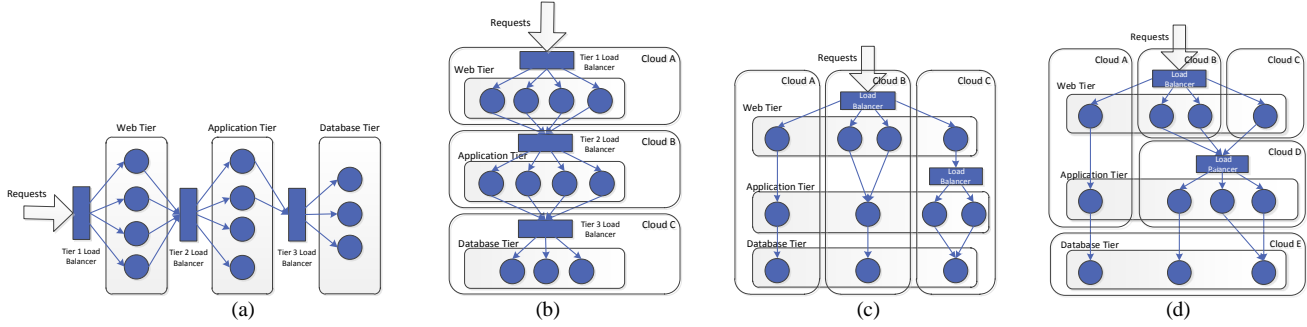 Web Tier
Application Tier
Database Tier
Requests
Tier 1 Load
Balancer
Tier 2 Load
Balancer
Tier 3 Load
Balancer
(a)
Requests
Tier 1 Load
Balancer
Cloud A
Web Tier
Tier 2 Load
Balancer
Cloud B
Application Tier
Tier 3 Load
Balancer
Cloud C
Database Tier
(b)
Requests
Cloud A
Cloud B
Cloud C
Load
Balancer
Web Tier
Load
Balancer
Application Tier
Database Tier
(c)
Requests
Cloud A
Cloud B
Cloud C
Load
Balancer
Web Tier
Cloud D
Load
Balancer
Application Tier
Cloud E
Database Tier
(d)